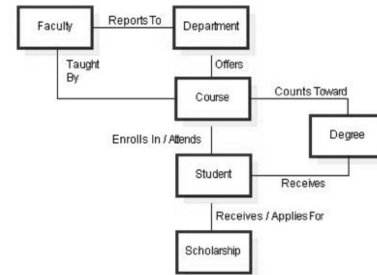 Faculty
Reports To
Department
Taught
By
Offers
Course
Counts Toward
Enrolls In / Attends
Degree
Student
Receives
Receives / Applies For
Scholarship